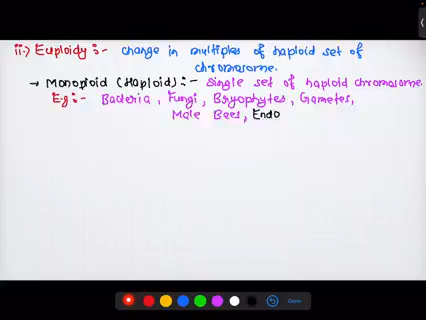 ii.) Euploidy :- change in multiples of haploid set of
chromosome.
→ Monoploid (Haploid) :- Single set of haploid chromosome.
E.g :- Bacteria, Fungi, Bryophytes, Gametes,
Male Bees, Endo
Done